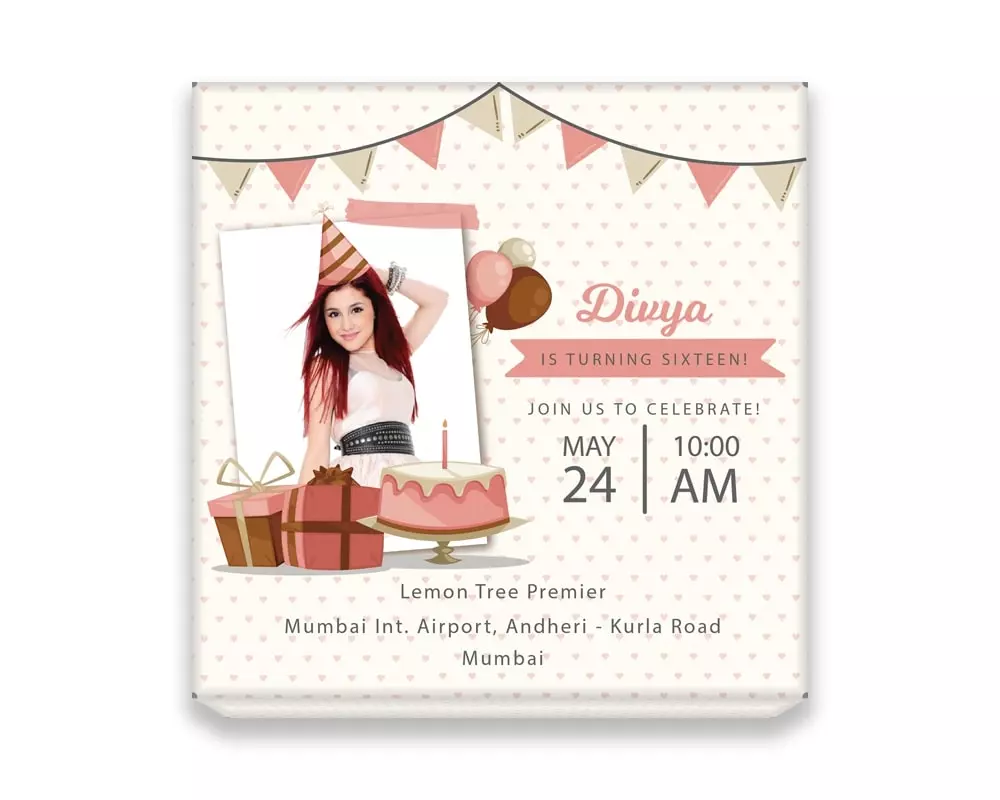 Divya
IS TURNING SIXTEEN!
JOIN US TO CELEBRATE!
MAY
24
10:00
AM
Lemon Tree Premier
Mumbai Int. Airport, Andheri - Kurla Road
Mumbai